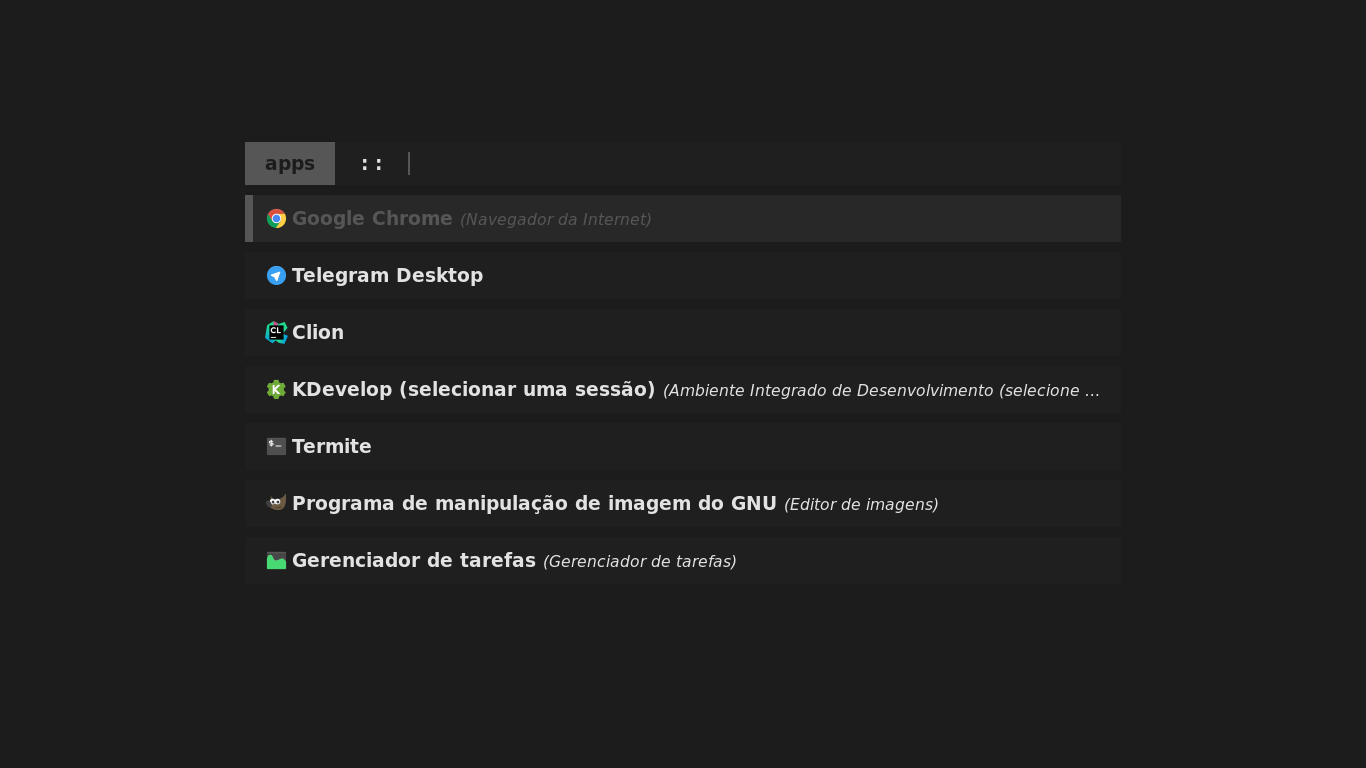 apps ::
Google Chrome (Navegador da Internet)
Telegram Desktop
CL Clion
K KDevelop (selecionar uma sessão) (Ambiente Integrado de Desenvolvimento (selecione ...
$_ Termite
Programa de manipulação de imagem do GNU (Editor de imagens)
Gerenciador de tarefas (Gerenciador de tarefas)